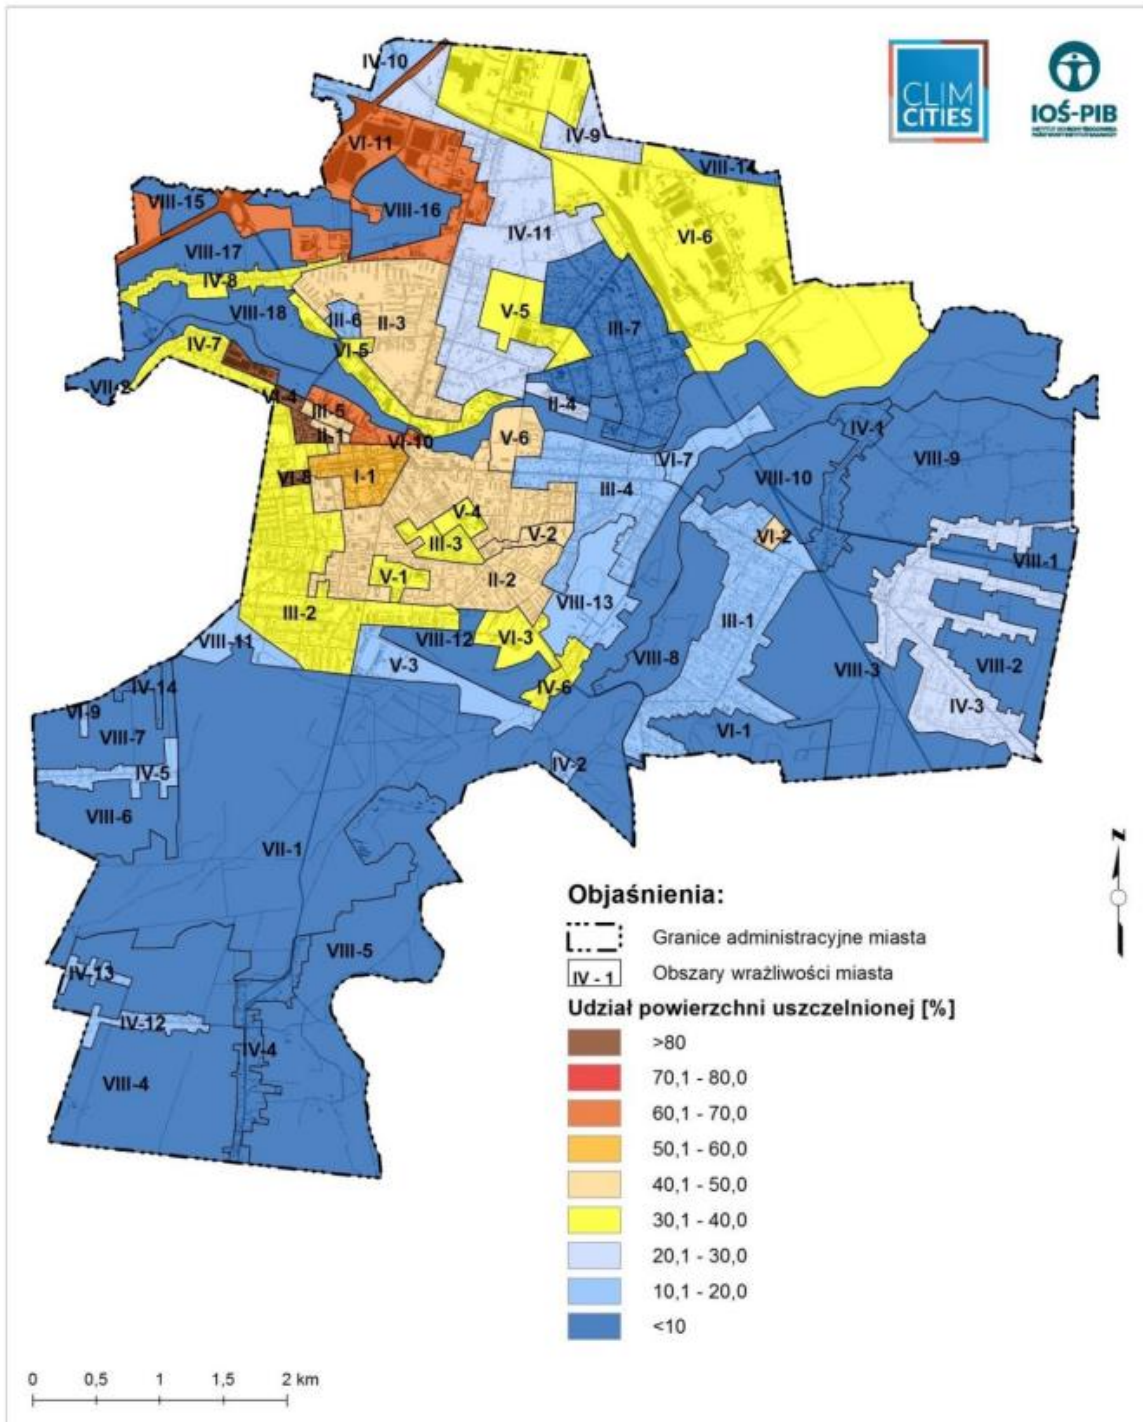 CLIM
CITIES
IOŚ-PIB
IV-10
VI-11
IV-9
VIII-14
VIII-15
VIII-16
IV-11
VI-6
VIII-17
IV-8
VIII-18
III-6
II-3
V-5
III-7
IV-7
VI-5
VII-2
VI-4
III-5
II-4
II-1
VI-10
V-6
IV-1
VI-7
VIII-9
VI-8
I-1
III-4
VIII-10
V-4
V-2
VI-2
III-3
VIII-1
V-1
II-2
III-2
VIII-13
III-1
VIII-11
VIII-12
VI-3
V-3
VIII-8
VIII-3
VIII-2
IV-14
IV-6
IV-3
VI-9
VIII-7
VI-1
IV-5
IV-2
VIII-6
VII-1
VIII-5
IV-13
IV-12
IV-4
VIII-4
N
Objaśnienia:
Granice administracyjne miasta
IV - 1 Obszary wrażliwości miasta
Udział powierzchni uszczelnionej [%]
>80
70,1 - 80,0
60,1 - 70,0
50,1 - 60,0
40,1 - 50,0
30,1 - 40,0
20,1 - 30,0
10,1 - 20,0
<10
0 0,5 1 1,5 2 km